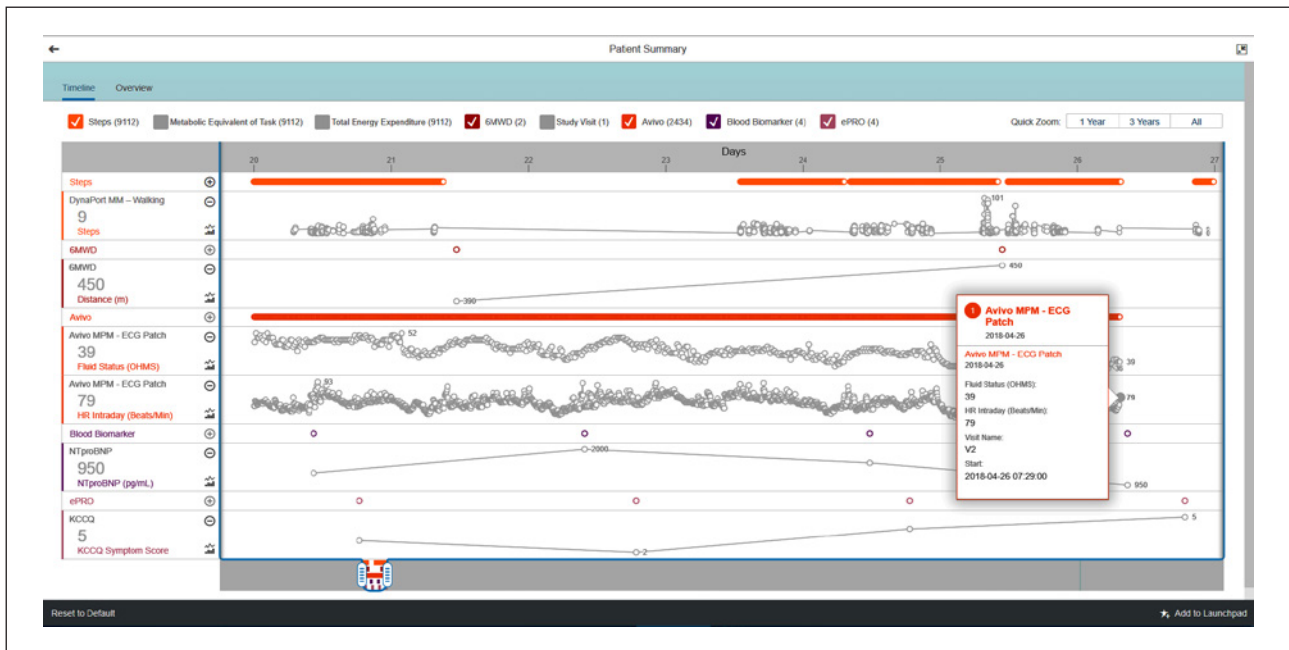 Patient Summary
Timeline Overview
Steps (9112) Metabolic Equivalent of Task (9112) Total Energy Expenditure (9112) 6MWD (2) Study Visit (1) Avivo (2434) Blood Biomarker (4) ePRO (4) Quick Zoom: 1 Year 3 Years All
Days
20 21 22 23 24 25 26 27
Steps
DynaPort MM – Walking
9
Steps
101
6MWD
6MWD
450
Distance (m)
390
450
Avivo
Avivo MPM - ECG Patch
39
Fluid Status (OHMS)
52
39
36
Avivo MPM - ECG Patch
79
HR Intraday (Beats/Min)
93
79
Blood Biomarker
NTproBNP
950
NTproBNP (pg/mL)
2000
950
ePRO
KCCQ
5
KCCQ Symptom Score
2
5
1 Avivo MPM - ECG
Patch
2018-04-26
Avivo MPM - ECG Patch
2018-04-26
Fluid Status (OHMS):
39
HR Intraday (Beats/Min):
79
Visit Name:
V2
Start:
2018-04-26 07:29:00
Reset to Default Add to Launchpad